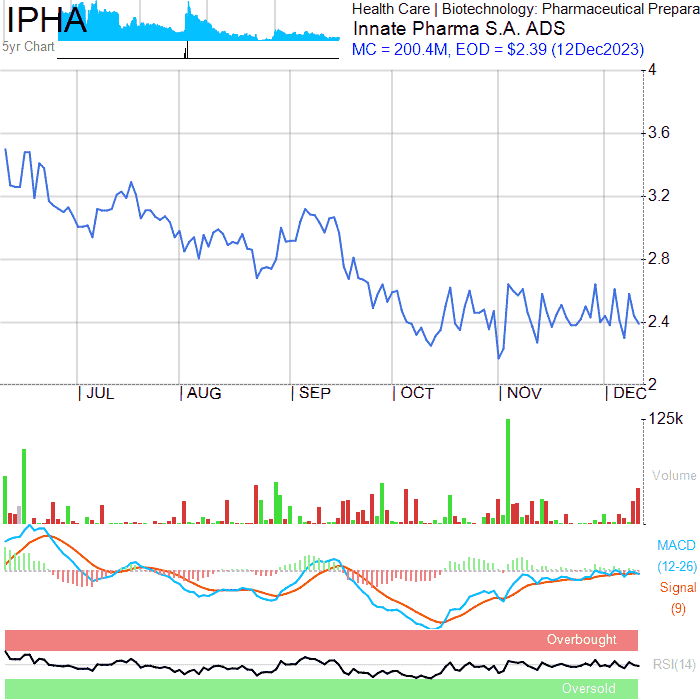 IPHA
5yr Chart
Health Care | Biotechnology: Pharmaceutical Prepara
Innate Pharma S.A. ADS
MC = 200.4M, EOD = $2.39 (12Dec2023)
4
3.6
3.2
2.8
2.4
2
| JUL | AUG | SEP | OCT | NOV | DEC
125k
Volume
MACD
(12-26)
Signal
(9)
Overbought
RSI(14)
Oversold